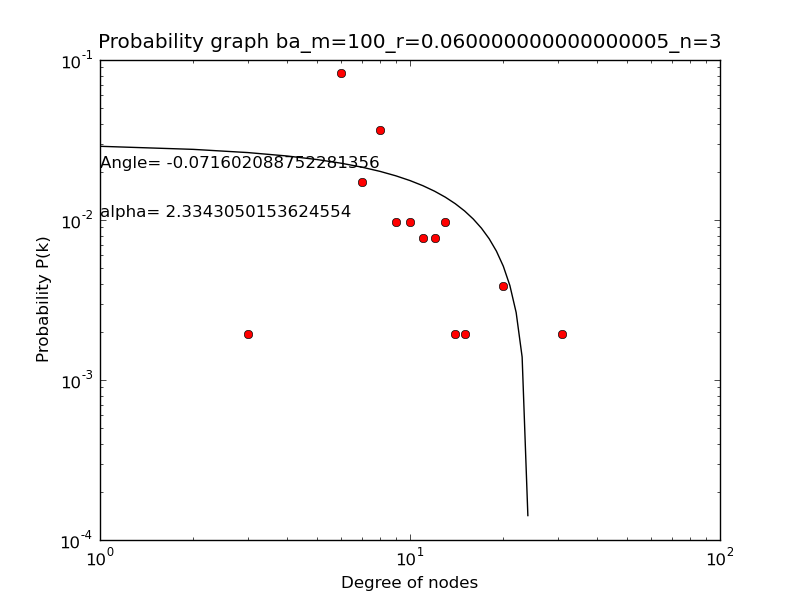 Probability graph ba_m=100_r=0.060000000000000005_n=3
10^-1
Angle= -0.071602088752281356
alpha= 2.3343050153624554
10^-2
Probability P(k)
10^-3
10^-4
10^0
10^1
10^2
Degree of nodes